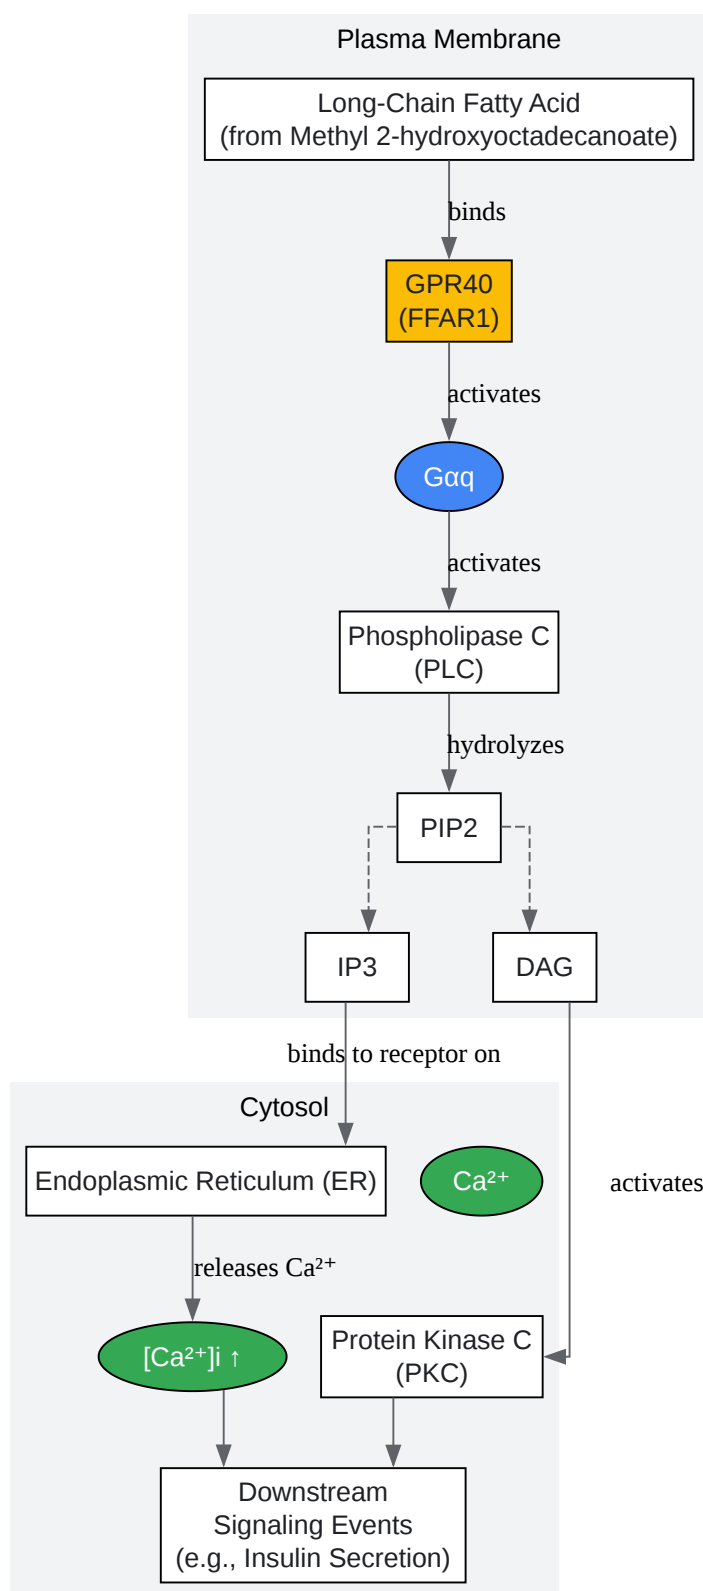 Plasma Membrane
Long-Chain Fatty Acid
(from Methyl 2-hydroxyoctadecanoate)
binds
GPR40
(FFAR1)
activates
Gαq
activates
Phospholipase C
(PLC)
hydrolyzes
PIP2
IP3
DAG
binds to receptor on
Cytosol
Endoplasmic Reticulum (ER)
Ca²⁺
activates
releases Ca²⁺
[Ca²⁺]i ↑
Protein Kinase C
(PKC)
Downstream
Signaling Events
(e.g., Insulin Secretion)